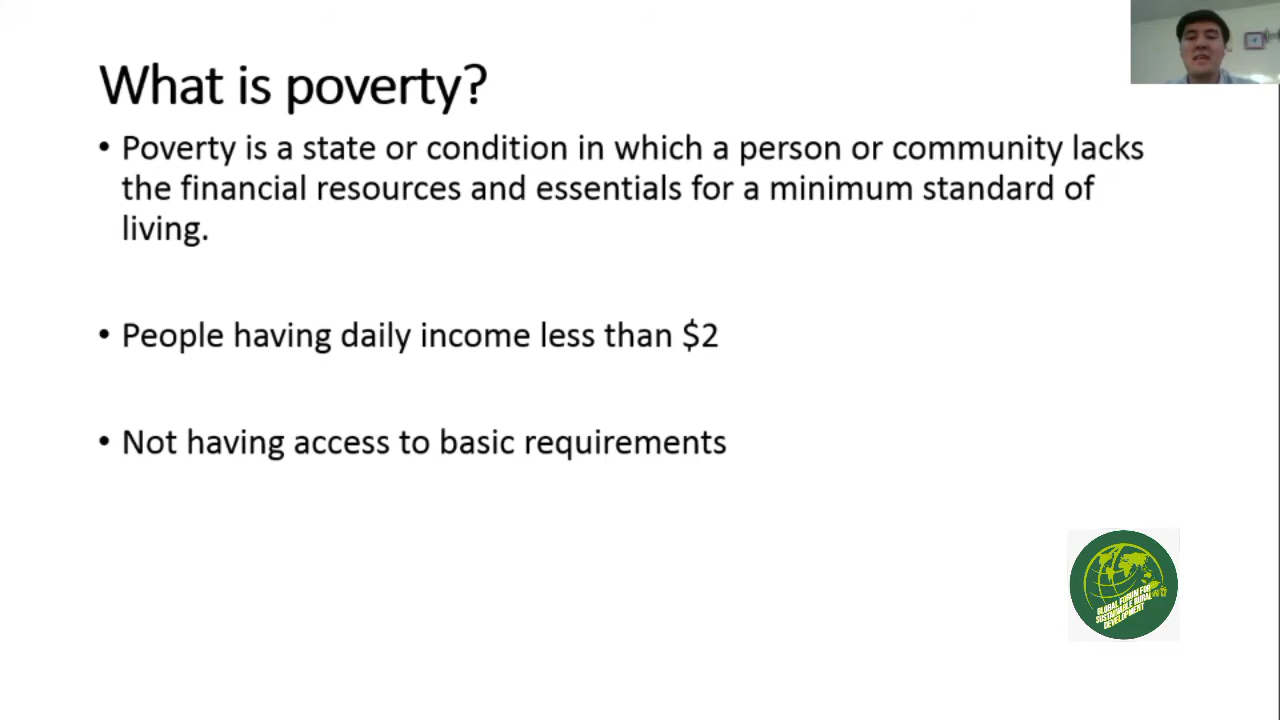 What is poverty?
• Poverty is a state or condition in which a person or community lacks
the financial resources and essentials for a minimum standard of
living.
• People having daily income less than $2
• Not having access to basic requirements
GLOBAL FORUM FOR
SUSTAINABLE RURAL
DEVELOPMENT